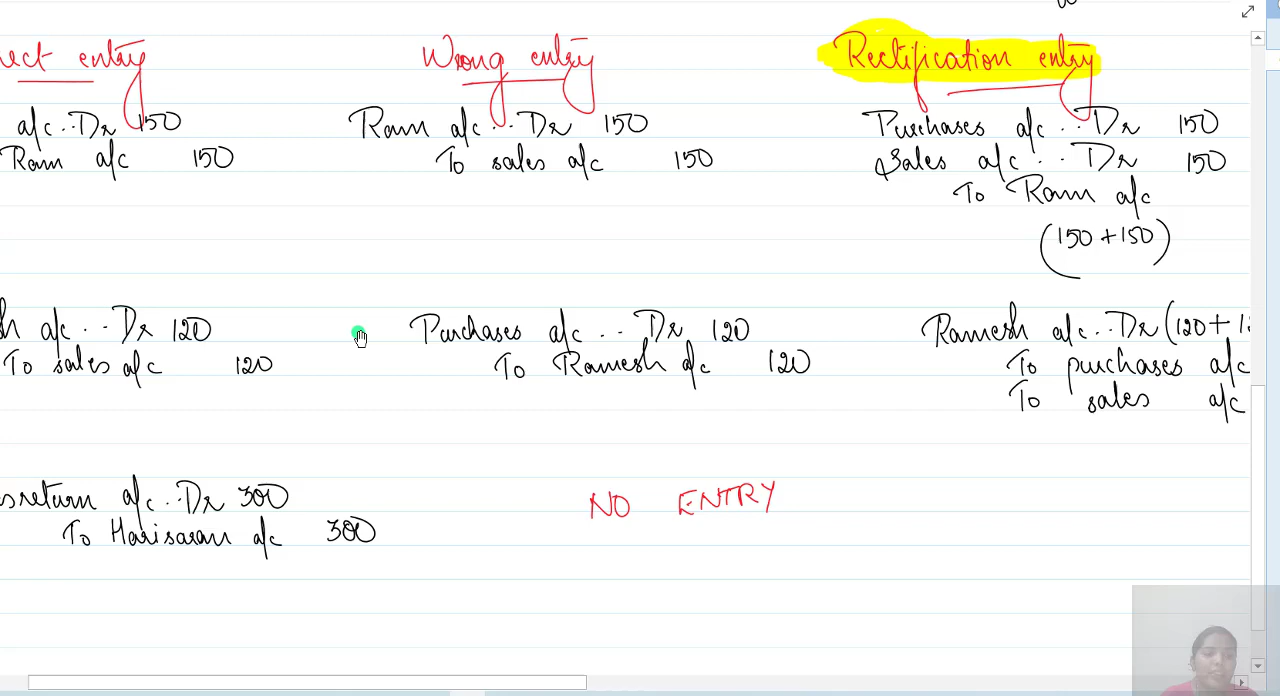 ect entry Wrong entry Rectification entry
a/c .. Dr 150 Ram a/c ... Dr 150 Purchases a/c .. Dr 150
Ram a/c 150 To sales a/c 150 Sales a/c .. Dr 150
To Ram a/c
(150 + 150)
h a/c .. Dr 120 Purchases a/c ... Dr 120 Ramesh a/c .. Dr (120 + 12
To sales a/c 120 To Ramesh a/c 120 To purchases a/c
To sales a/c
sreturn a/c .. Dr 300 NO ENTRY
To Harisaran a/c 300